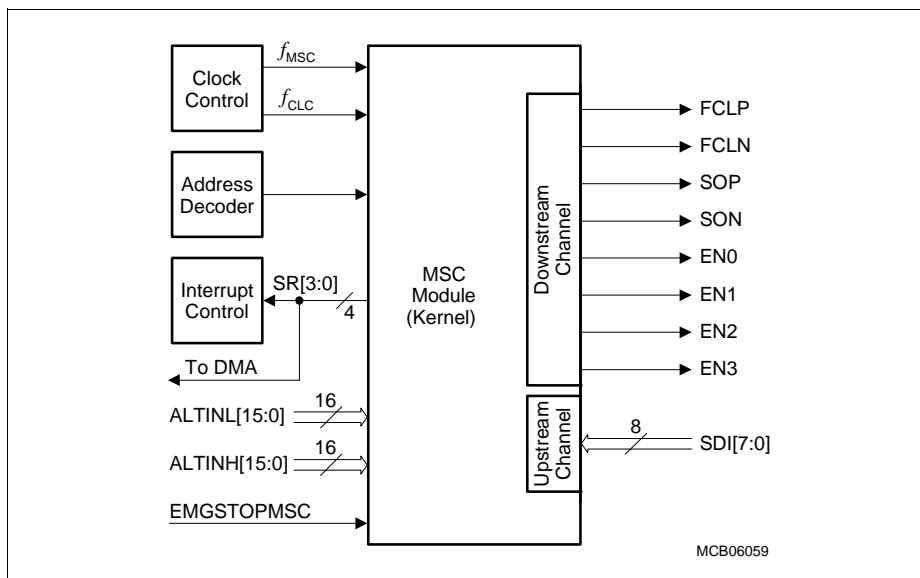 Clock
Control
fMSC
fCLC
Address
Decoder
Interrupt
Control
SR[3:0]
4
To DMA
ALTINL[15:0]
16
ALTINH[15:0]
16
EMGSTOPMSC
MSC
Module
(Kernel)
Downstream
Channel
Upstream
Channel
FCLP
FCLN
SOP
SON
EN0
EN1
EN2
EN3
8
SDI[7:0]
MCB06059